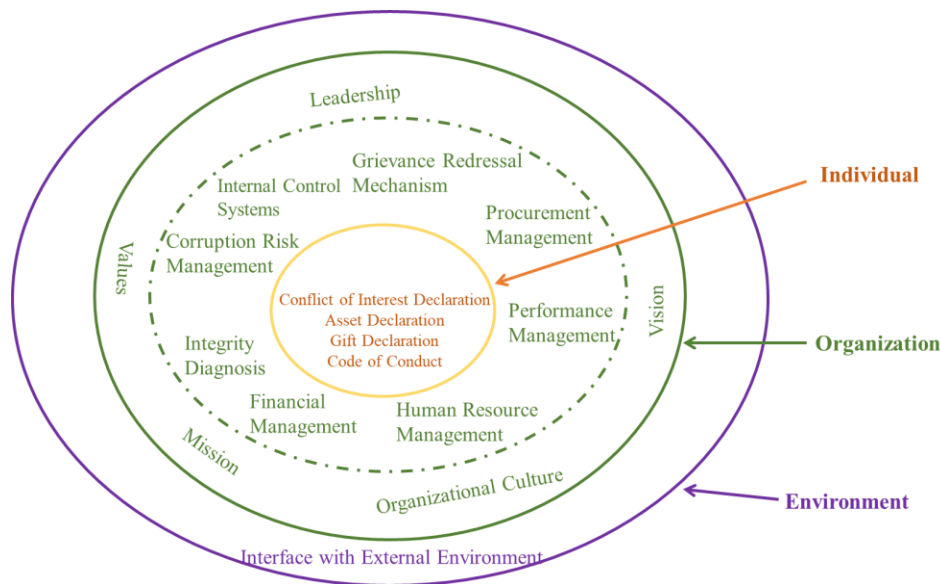 Leadership
Grievance Redressal
Mechanism
Internal Control
Systems
Procurement
Management
Corruption Risk
Management
Values
Individual
Conflict of Interest Declaration
Asset Declaration
Gift Declaration
Code of Conduct
Performance
Management
Vision
Organization
Integrity
Diagnosis
Financial
Management
Human Resource
Management
Mission
Organizational Culture
Environment
Interface with External Environment